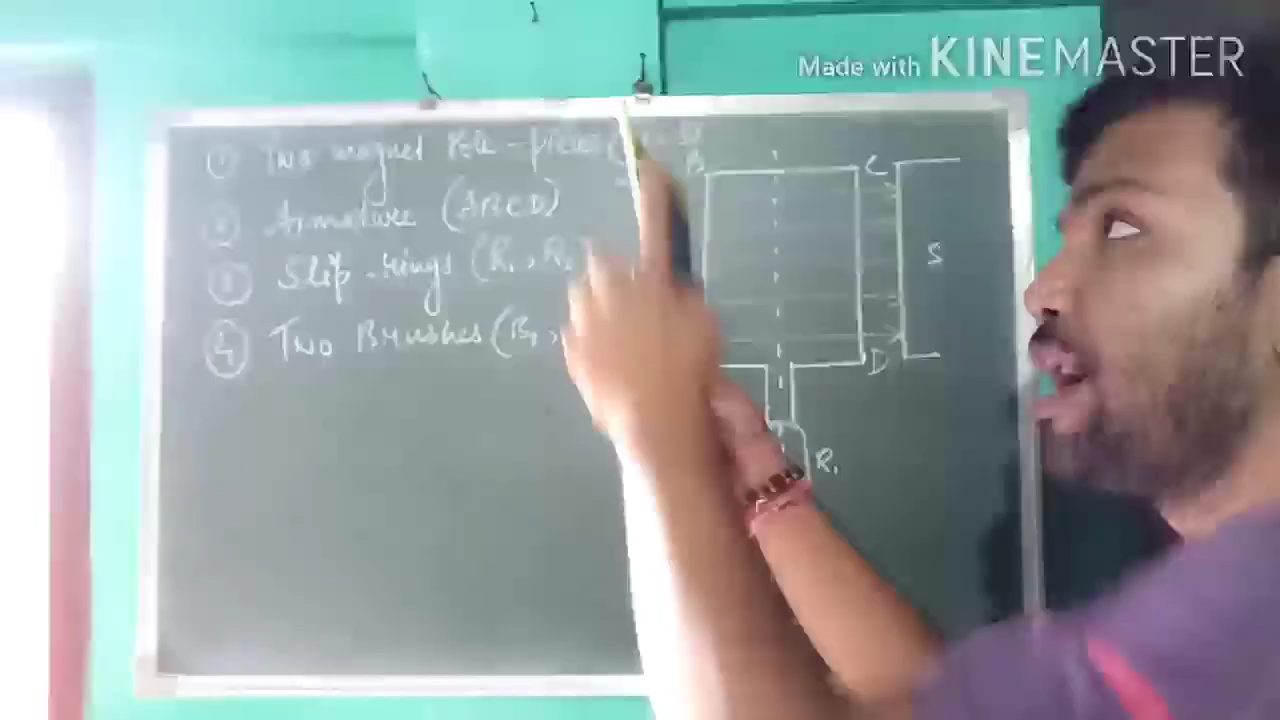 Made with KINEMASTER
① Two magnet Pole-pieces (
② Armature (ABCD)
③ Slip-rings (R₁, R₂)
④ Two Brushes (B₁,
B
C
S
D
R₁